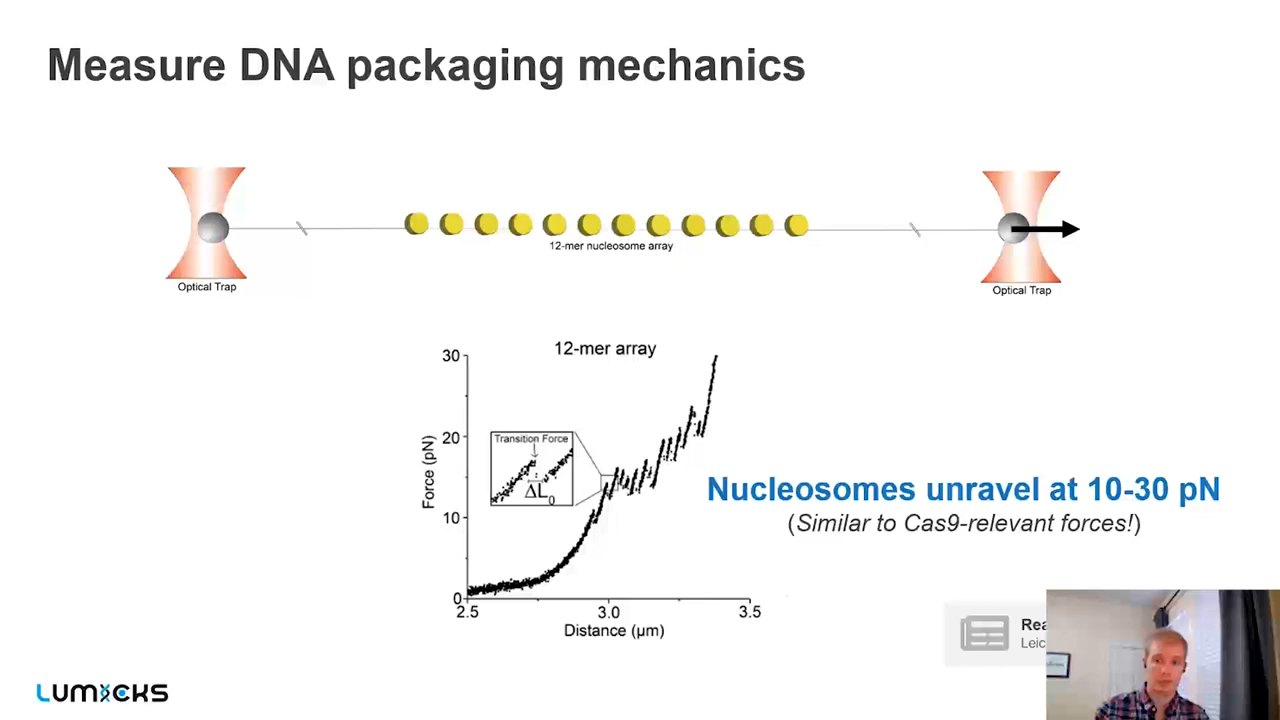 Measure DNA packaging mechanics
12-mer nucleosome array
Optical Trap
Optical Trap
12-mer array
30
20
10
0
Force (pN)
Transition Force
ΔL0
2.5
3.0
3.5
Distance (μm)
Nucleosomes unravel at 10-30 pN
(Similar to Cas9-relevant forces!)
LUMICKS